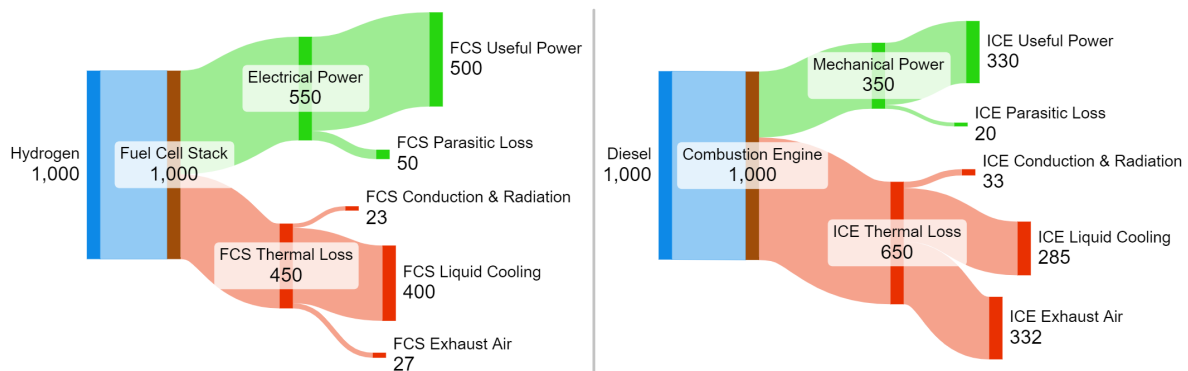 FCS Useful Power
500
Electrical Power
550
FCS Parasitic Loss
50
Hydrogen
1,000
Fuel Cell Stack
1,000
FCS Conduction & Radiation
23
FCS Thermal Loss
450
FCS Liquid Cooling
400
FCS Exhaust Air
27
ICE Useful Power
330
Mechanical Power
350
ICE Parasitic Loss
20
Diesel
1,000
Combustion Engine
1,000
ICE Conduction & Radiation
33
ICE Thermal Loss
650
ICE Liquid Cooling
285
ICE Exhaust Air
332